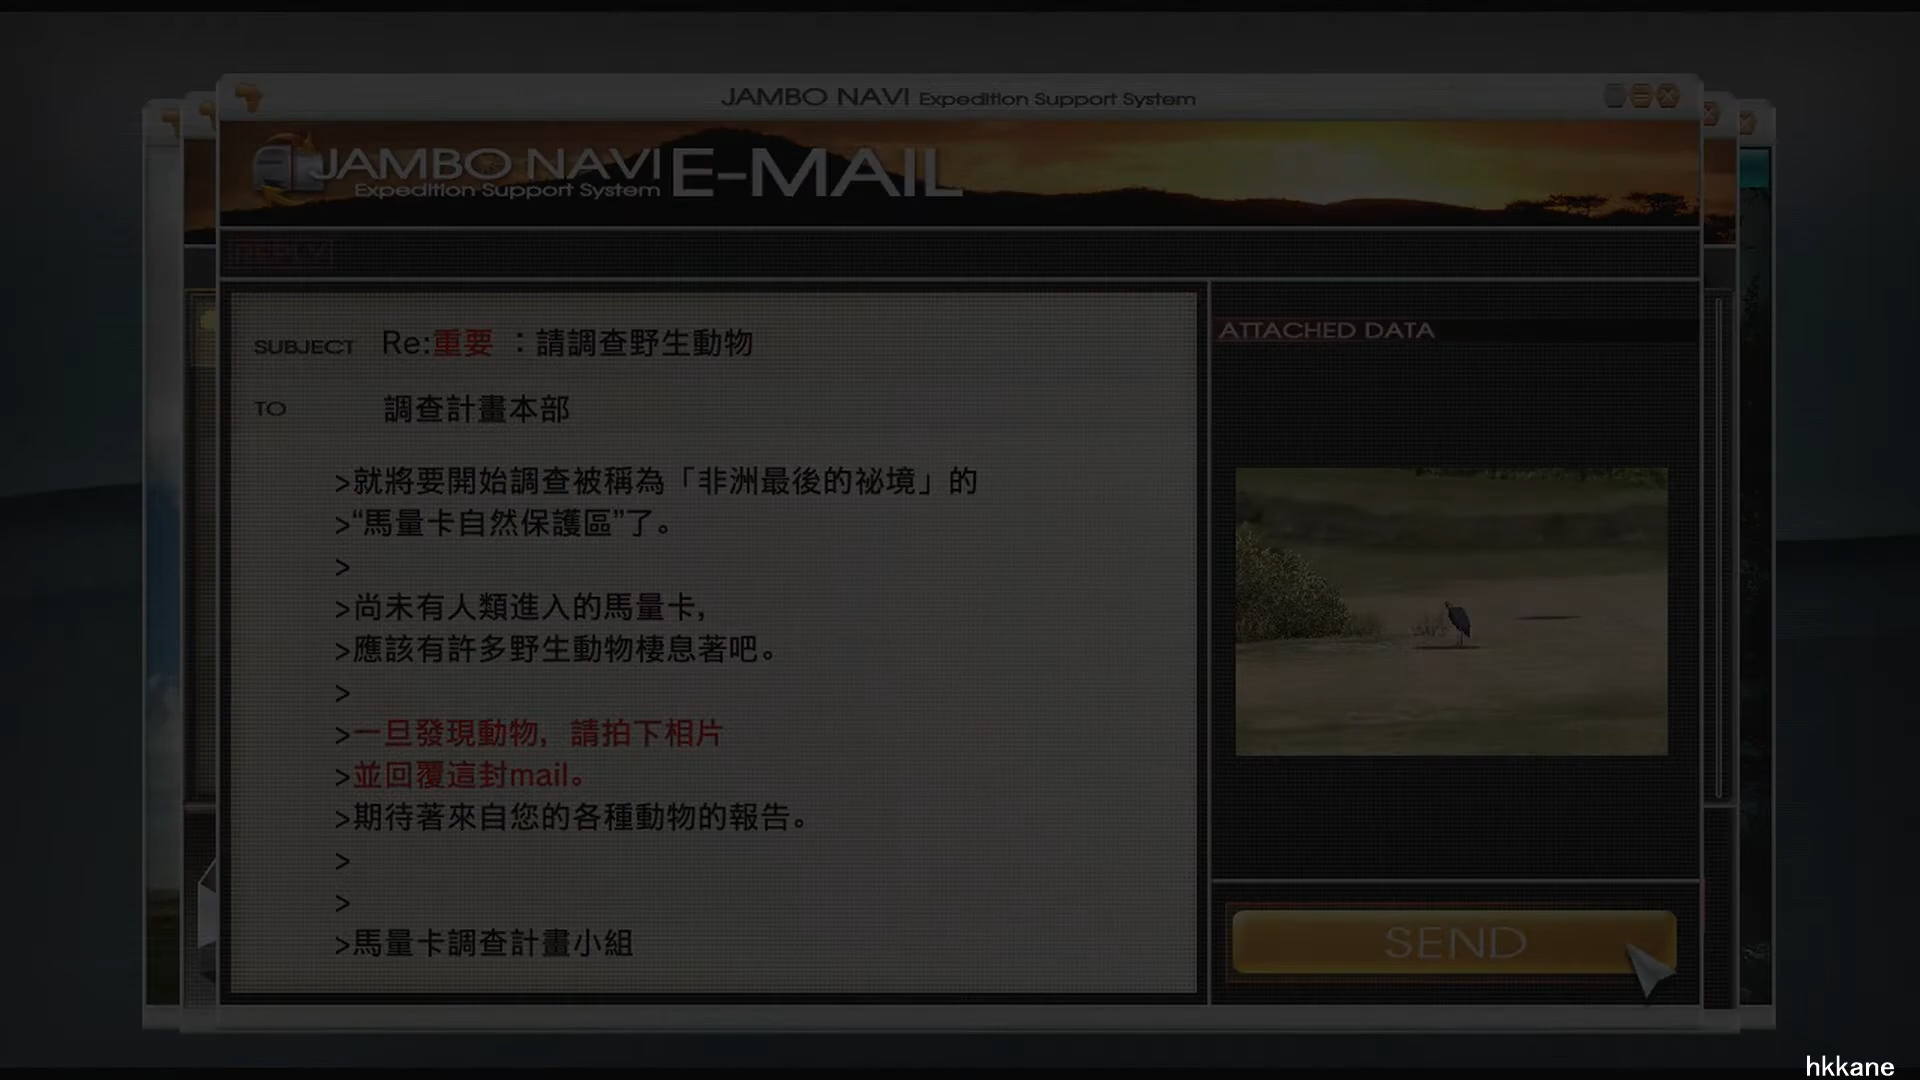 JAMBO NAVI Expedition Support System
JAMBO NAVI E-MAIL
Expedition Support System
REPLY
SUBJECT Re:重要 ：請調查野生動物
TO 調查計畫本部
>就將要開始調查被稱為「非洲最後的祕境」的
>“馬量卡自然保護區”了。
>
>尚未有人類進入的馬量卡,
>應該有許多野生動物棲息著吧。
>
>一旦發現動物，請拍下相片
>並回覆這封mail。
>期待著來自您的各種動物的報告。
>
>
>馬量卡調查計畫小組
ATTACHED DATA
SEND
hkkane